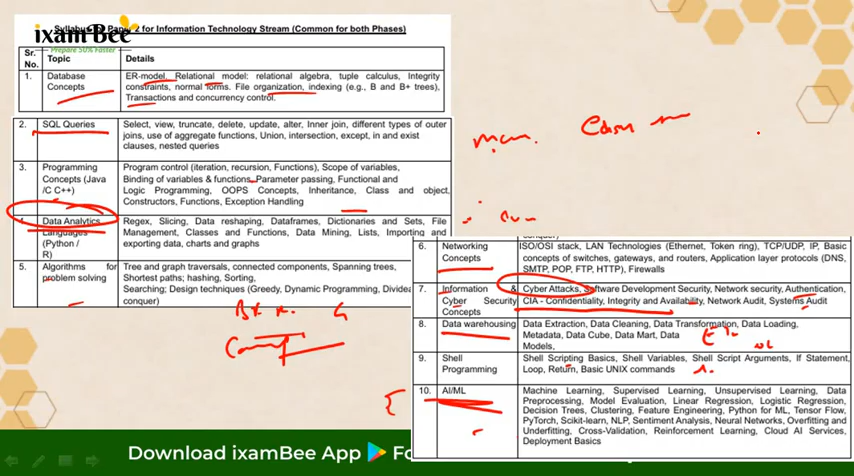 Syllabus for Paper 2 for Information Technology Stream (Common for both Phases)
ixamBee
Prepare 50% Faster
Sr. No.
Topic
Details
1.
Database Concepts
ER-model, Relational model: relational algebra, tuple calculus, Integrity
constraints, normal forms. File organization, indexing (e.g., B and B+ trees),
Transactions and concurrency control.
2.
SQL Queries
Select, view, truncate, delete, update, alter, Inner join, different types of outer
joins, use of aggregate functions, Union, intersection, except, in and exist
clauses, nested queries
3.
Programming
Concepts (Java
/C C++)
Program control (iteration, recursion, Functions), Scope of variables,
Binding of variables & functions, Parameter passing, Functional and
Logic Programming, OOPS Concepts, Inheritance, Class and object,
Constructors, Functions, Exception Handling
Data Analytics
Languages
(Python /
R)
Regex, Slicing, Data reshaping, Dataframes, Dictionaries and Sets, File
Management, Classes and Functions, Data Mining, Lists, Importing and
exporting data, charts and graphs
5.
Algorithms for
problem solving
Tree and graph traversals, connected components, Spanning trees,
Shortest paths; hashing, Sorting,
Searching; Design techniques (Greedy, Dynamic Programming, Divide
conquer)
6.
Networking
Concepts
ISO/OSI stack, LAN Technologies (Ethernet, Token ring), TCP/UDP, IP, Basic
concepts of switches, gateways, and routers, Application layer protocols (DNS,
SMTP, POP, FTP, HTTP), Firewalls
7.
Information &
Cyber Security
Concepts
Cyber Attacks, Software Development Security, Network security, Authentication,
CIA - Confidentiality, Integrity and Availability, Network Audit, Systems Audit
8.
Data warehousing
Data Extraction, Data Cleaning, Data Transformation, Data Loading,
Metadata, Data Cube, Data Mart, Data
Models,
9.
Shell
Programming
Shell Scripting Basics, Shell Variables, Shell Script Arguments, If Statement,
Loop, Return, Basic UNIX commands
10.
AI/ML
Machine Learning, Supervised Learning, Unsupervised Learning, Data
Preprocessing, Model Evaluation, Linear Regression, Logistic Regression,
Decision Trees, Clustering, Feature Engineering, Python for ML, Tensor Flow,
PyTorch, Scikit-learn, NLP, Sentiment Analysis, Neural Networks, Overfitting and
Underfitting, Cross-Validation, Reinforcement Learning, Cloud AI Services,
Deployment Basics
Download ixamBee App